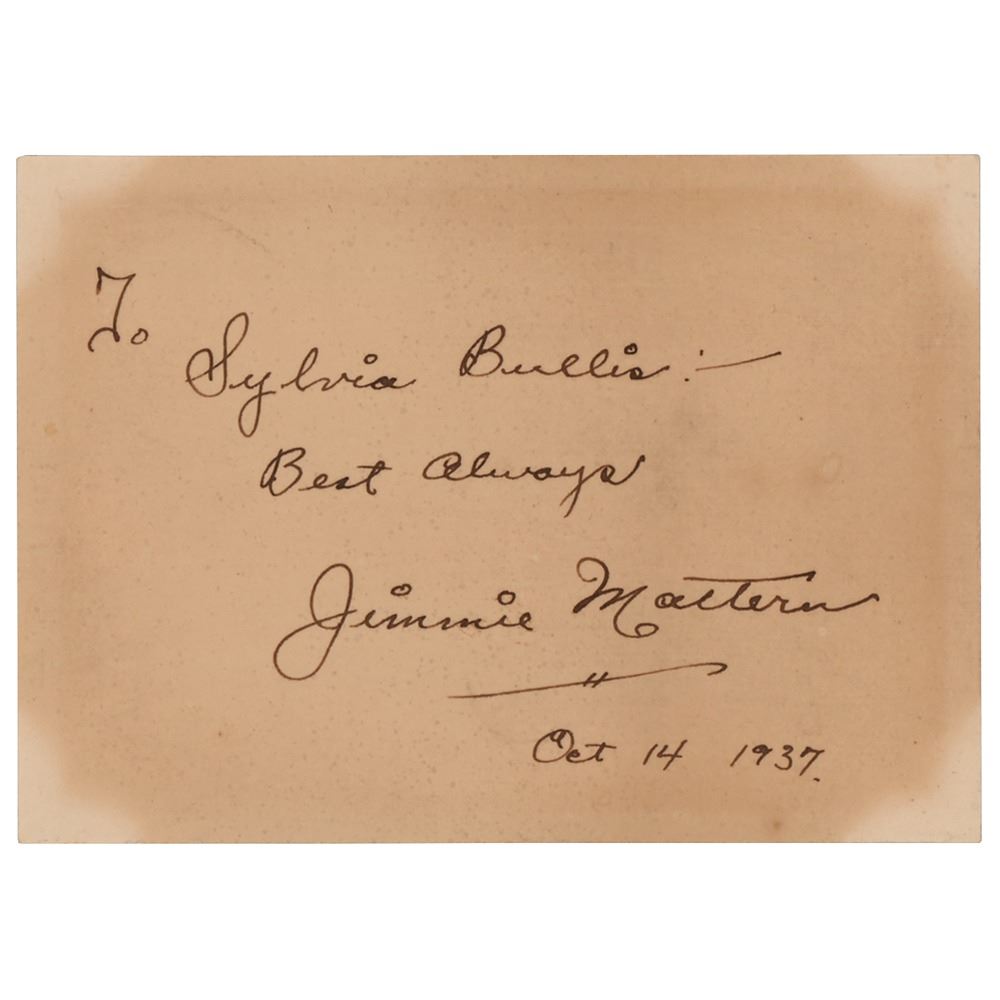 To
Sylvia Bullis:—
Best Always
Jimmie Mattern
Oct 14 1937.